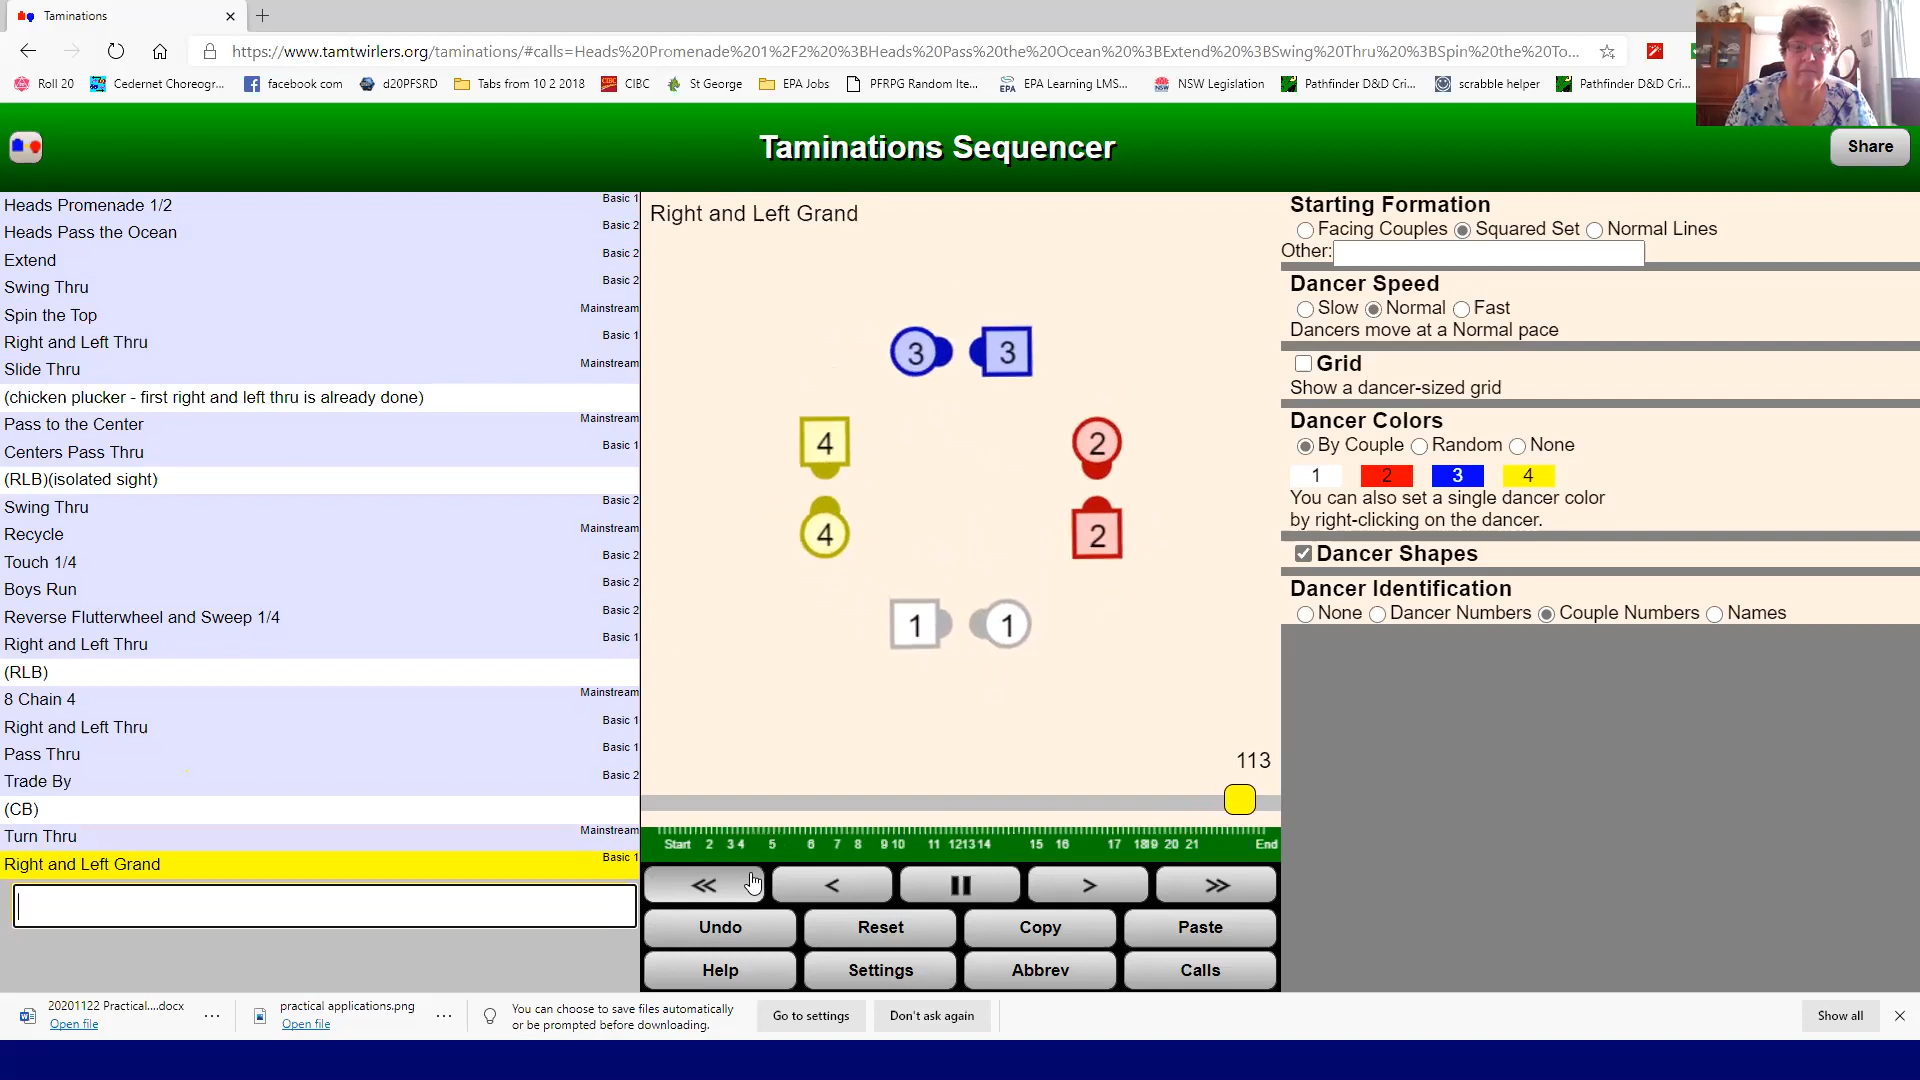 Taminations
https://www.tamtwirlers.org/taminations/#calls=Heads%20Promenade%201%2F2%20%3BHeads%20Pass%20the%20Ocean%20%3BExtend%20%3BSwing%20Thru%20%3BSpin%20the%20To...
Roll 20 Cedernet Choreogr... facebook com d20PFSRD Tabs from 10 2 2018 CIBC St George EPA Jobs PFRPG Random Ite... EPA Learning LMS... NSW Legislation Pathfinder D&D Cri... scrabble helper Pathfinder D&D Cri...
Taminations Sequencer
Share
Heads Promenade 1/2 Basic 1
Heads Pass the Ocean Basic 2
Extend Basic 2
Swing Thru Basic 2
Spin the Top Mainstream
Right and Left Thru Basic 1
Slide Thru Mainstream
(chicken plucker - first right and left thru is already done)
Pass to the Center Mainstream
Centers Pass Thru Basic 1
(RLB)(isolated sight)
Swing Thru Basic 2
Recycle Mainstream
Touch 1/4 Basic 2
Boys Run Basic 2
Reverse Flutterwheel and Sweep 1/4 Basic 2
Right and Left Thru Basic 1
(RLB)
8 Chain 4 Mainstream
Right and Left Thru Basic 1
Pass Thru Basic 1
Trade By Basic 2
(CB)
Turn Thru Mainstream
Right and Left Grand Basic 1
Right and Left Grand
3 3
4 2
4 2
1 1
113
Start 2 3 4 5 6 7 8 9 10 11 12 13 14 15 16 17 18 19 20 21 End
≪ < > ≫
Undo Reset Copy Paste
Help Settings Abbrev Calls
Starting Formation
Facing Couples Squared Set Normal Lines
Other:
Dancer Speed
Slow Normal Fast
Dancers move at a Normal pace
Grid
Show a dancer-sized grid
Dancer Colors
By Couple Random None
1 2 3 4
You can also set a single dancer color
by right-clicking on the dancer.
Dancer Shapes
Dancer Identification
None Dancer Numbers Couple Numbers Names
20201122 Practical....docx
Open file
practical applications.png
Open file
You can choose to save files automatically
or be prompted before downloading.
Go to settings
Don't ask again
Show all